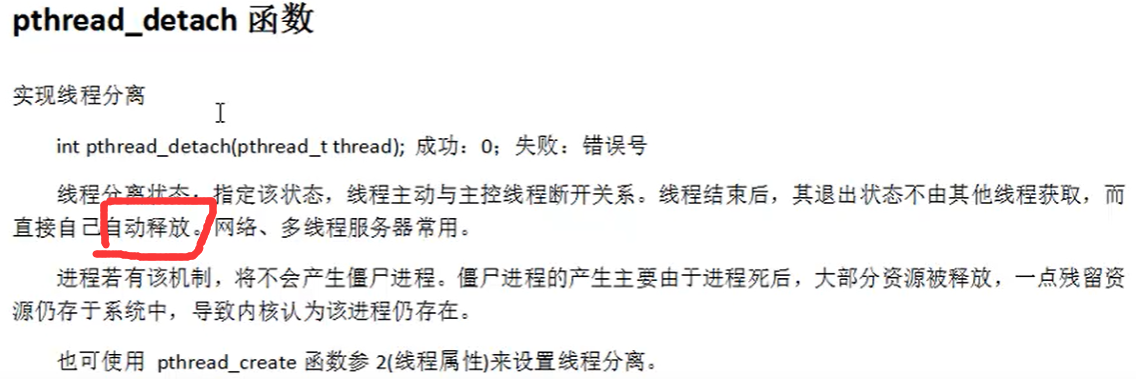 pthread_detach 函数
实现线程分离
int pthread_detach(pthread_t thread); 成功：0；失败：错误号
线程分离状态：指定该状态，线程主动与主控线程断开关系。线程结束后，其退出状态不由其他线程获取，而
直接自己自动释放。网络、多线程服务器常用。
进程若有该机制，将不会产生僵尸进程。僵尸进程的产生主要由于进程死后，大部分资源被释放，一点残留资
源仍存于系统中，导致内核认为该进程仍存在。
也可使用 pthread_create 函数参 2(线程属性)来设置线程分离。